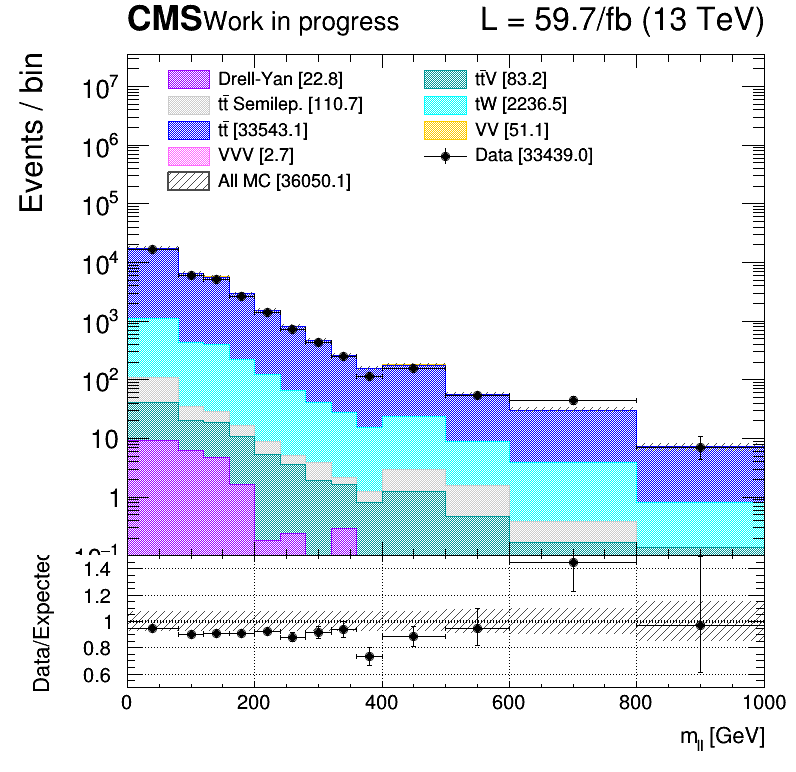 CMS Work in progress L = 59.7/fb (13 TeV)
Events / bin
Drell-Yan [22.8]
tt̄ Semilep. [110.7]
tt̄ [33543.1]
VVV [2.7]
All MC [36050.1]
tt̄V [83.2]
tW [2236.5]
VV [51.1]
Data [33439.0]
10⁷
10⁶
10⁵
10⁴
10³
10²
10
1
10⁻¹
Data/Expected
1.4
1.2
1
0.8
0.6
0 200 400 600 800 1000
m_ll [GeV]